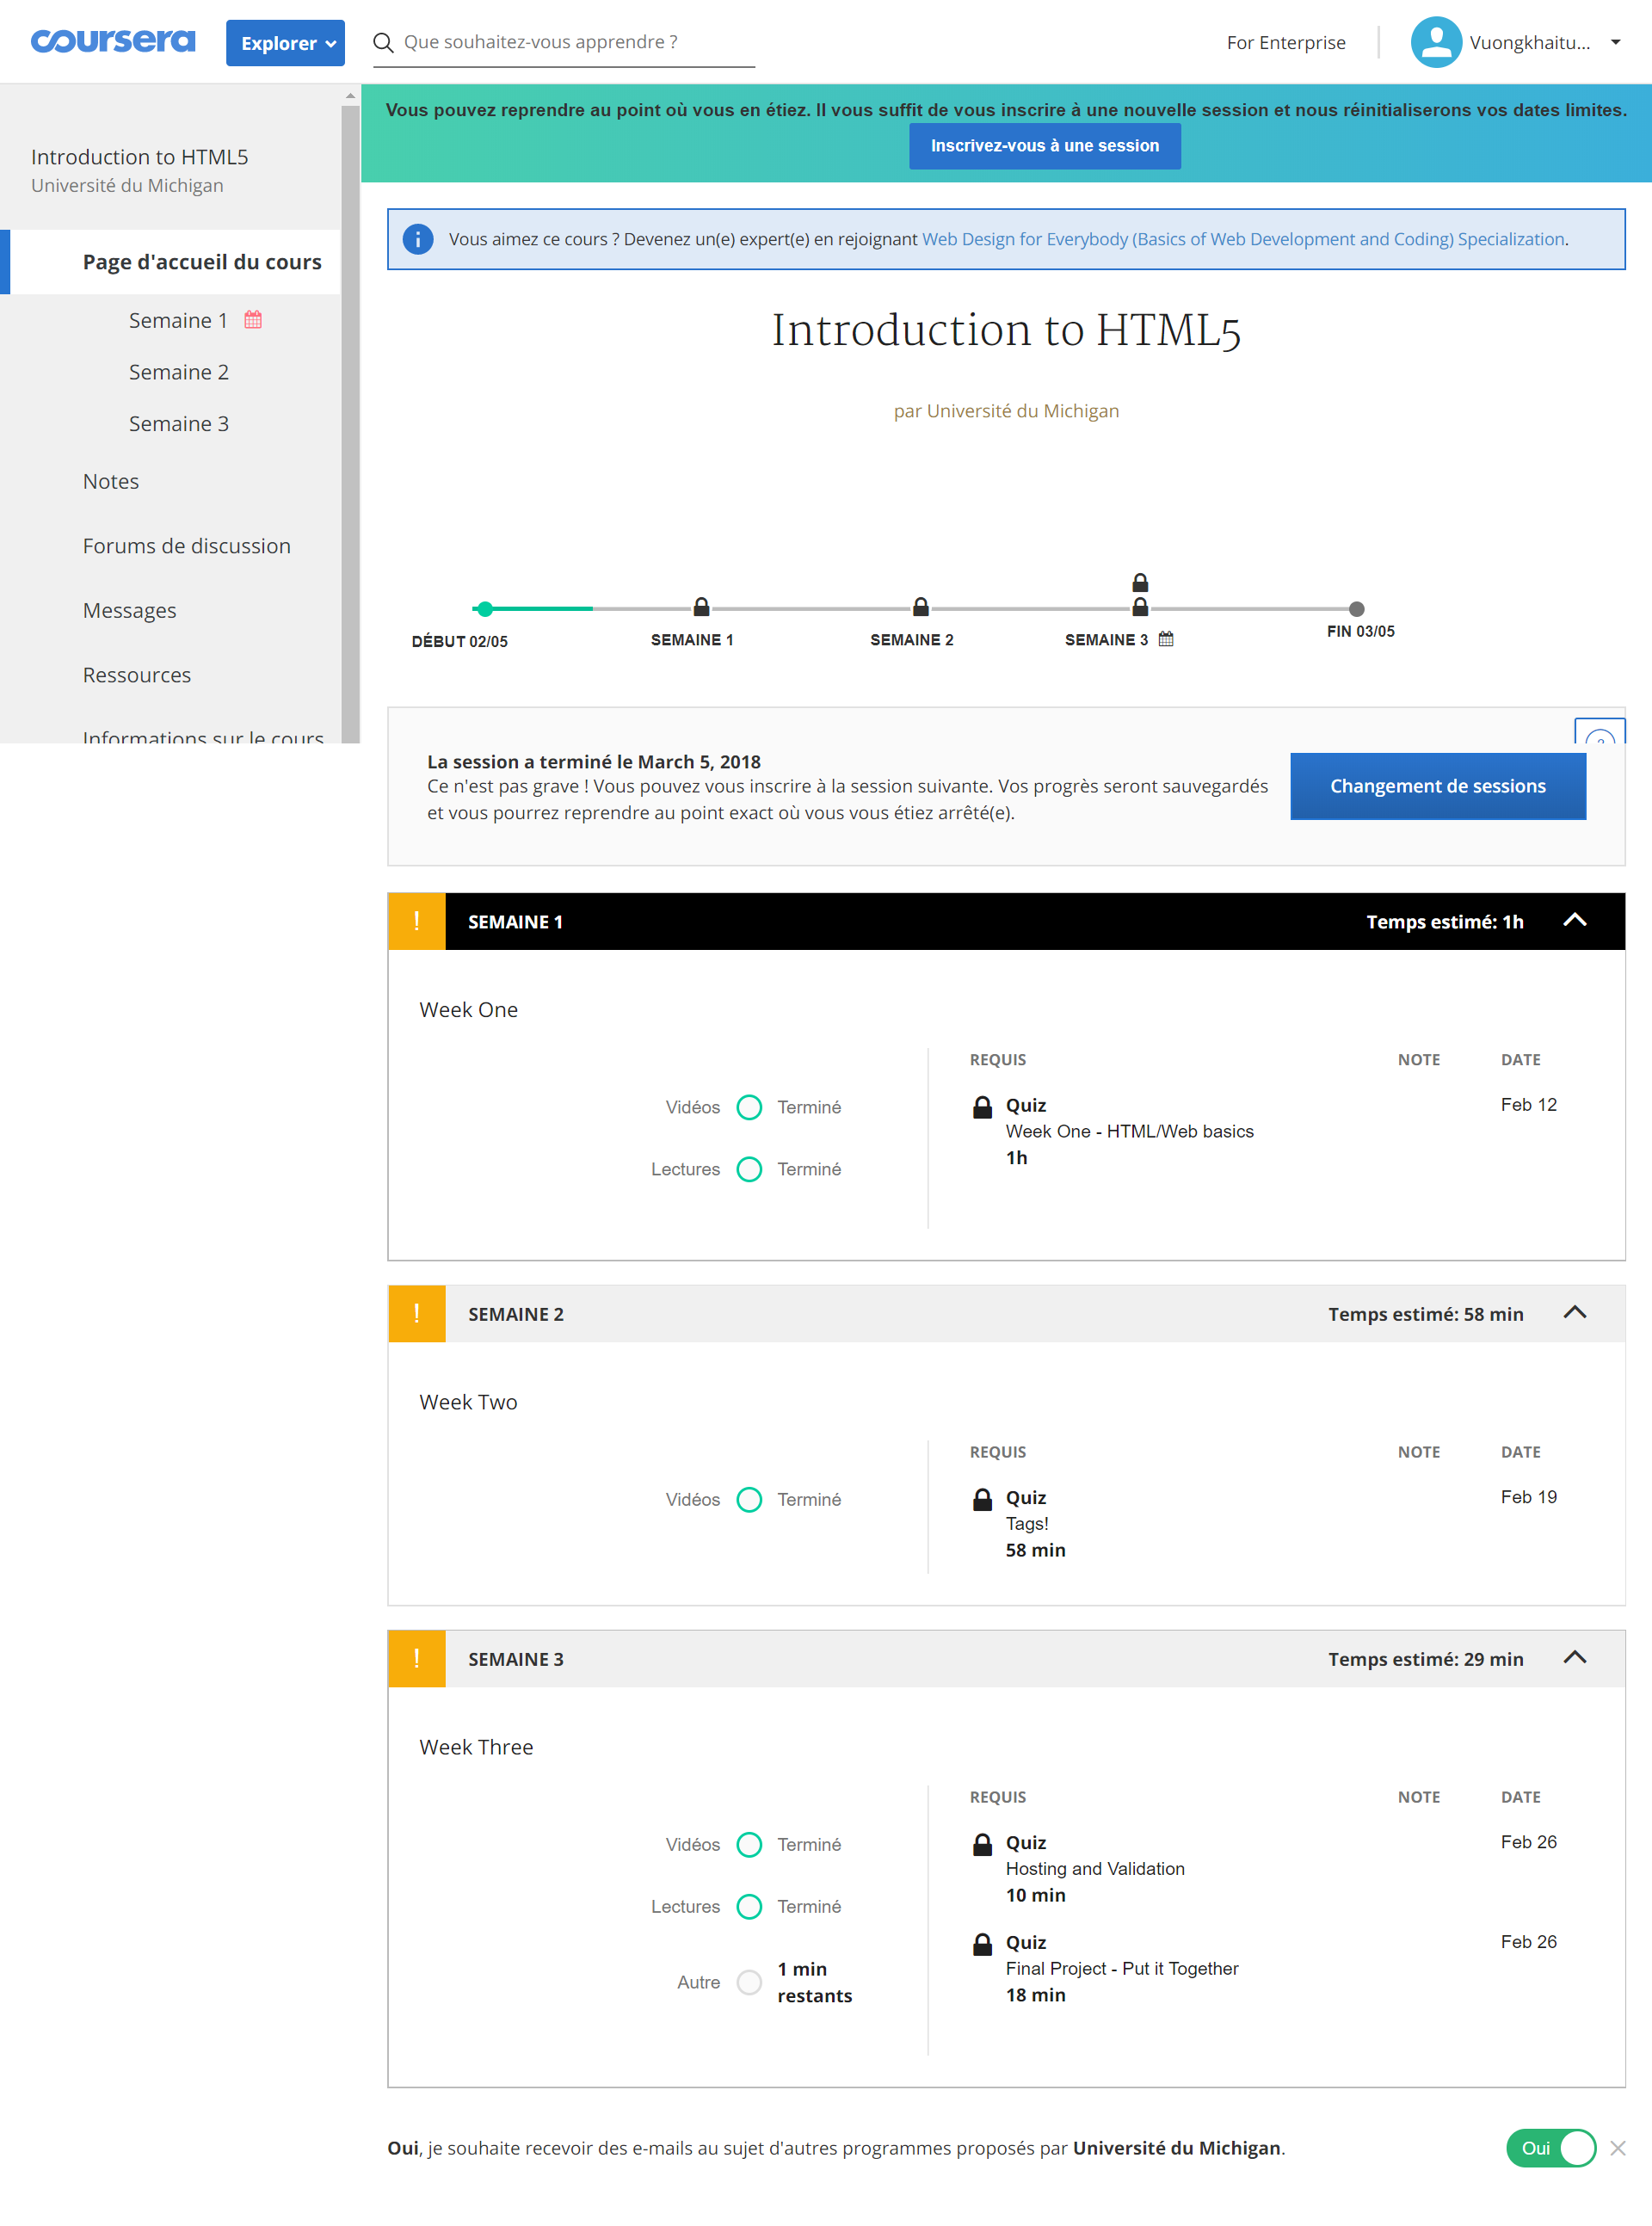 coursera
Explorer
Que souhaitez-vous apprendre ?
For Enterprise
Vuongkhaitu...
Introduction to HTML5
Université du Michigan
Page d'accueil du cours
Semaine 1
Semaine 2
Semaine 3
Notes
Forums de discussion
Messages
Ressources
Informations sur le cours
Vous pouvez reprendre au point où vous en étiez. Il vous suffit de vous inscrire à une nouvelle session et nous réinitialiserons vos dates limites.
Inscrivez-vous à une session
Vous aimez ce cours ? Devenez un(e) expert(e) en rejoignant Web Design for Everybody (Basics of Web Development and Coding) Specialization.
Introduction to HTML5
par Université du Michigan
DÉBUT 02/05
SEMAINE 1
SEMAINE 2
SEMAINE 3
FIN 03/05
La session a terminé le March 5, 2018
Ce n'est pas grave ! Vous pouvez vous inscrire à la session suivante. Vos progrès seront sauvegardés
et vous pourrez reprendre au point exact où vous vous étiez arrêté(e).
Changement de sessions
! SEMAINE 1 Temps estimé: 1h
Week One
Vidéos Terminé
Lectures Terminé
REQUIS NOTE DATE
Quiz Feb 12
Week One - HTML/Web basics
1h
! SEMAINE 2 Temps estimé: 58 min
Week Two
Vidéos Terminé
REQUIS NOTE DATE
Quiz Feb 19
Tags!
58 min
! SEMAINE 3 Temps estimé: 29 min
Week Three
Vidéos Terminé
Lectures Terminé
Autre 1 min
restants
REQUIS NOTE DATE
Quiz Feb 26
Hosting and Validation
10 min
Quiz Feb 26
Final Project - Put it Together
18 min
Oui, je souhaite recevoir des e-mails au sujet d'autres programmes proposés par Université du Michigan.
Oui